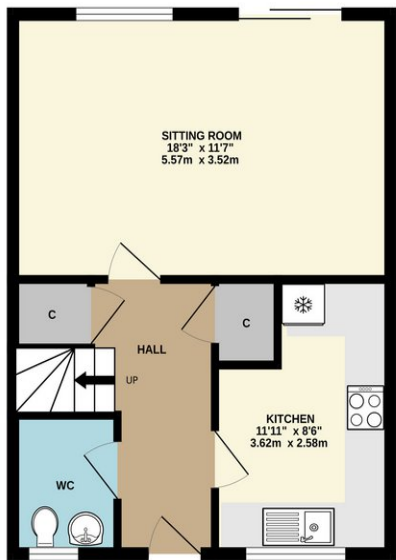 SITTING ROOM
18'3" x 11'7"
5.57m x 3.52m
C
C
HALL
UP
KITCHEN
11'11" x 8'6"
3.62m x 2.58m
WC